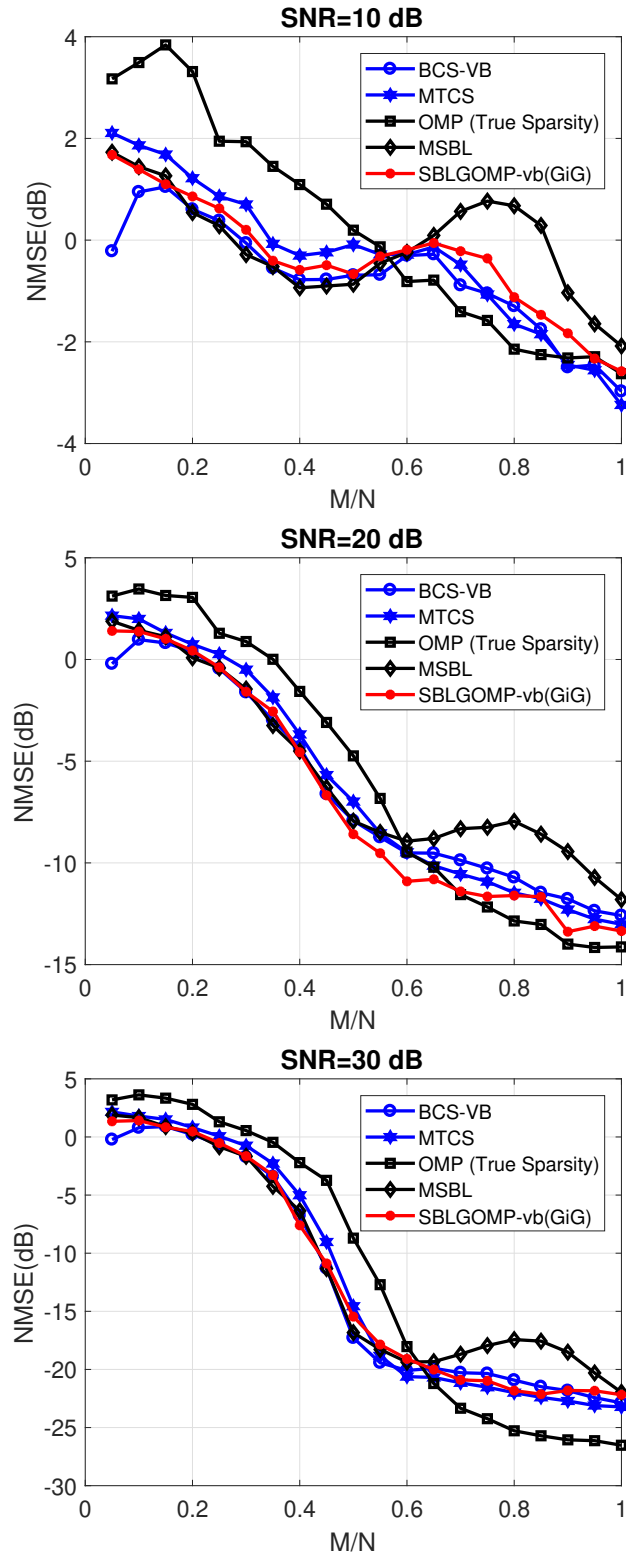 SNR=10 dB
4
2
0
-2
-4
NMSE(dB)
BCS-VB
MTCS
OMP (True Sparsity)
MSBL
SBLGOMP-vb(GiG)
0 0.2 0.4 0.6 0.8 1
M/N
SNR=20 dB
5
0
-5
-10
-15
NMSE(dB)
BCS-VB
MTCS
OMP (True Sparsity)
MSBL
SBLGOMP-vb(GiG)
0 0.2 0.4 0.6 0.8 1
M/N
SNR=30 dB
5
0
-5
-10
-15
-20
-25
-30
NMSE(dB)
BCS-VB
MTCS
OMP (True Sparsity)
MSBL
SBLGOMP-vb(GiG)
0 0.2 0.4 0.6 0.8 1
M/N